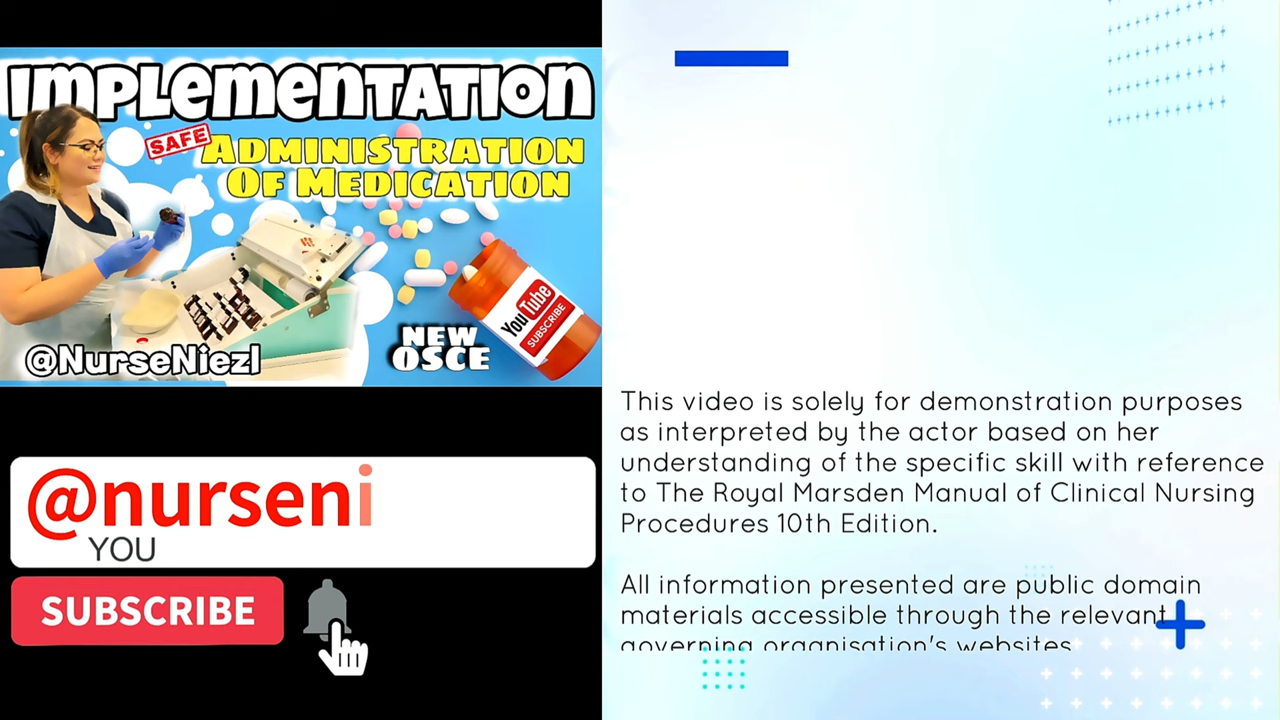 IMPLEMENTATION
SAFE
ADMINISTRATION
OF MEDICATION
YouTube
SUBSCRIBE
NEW
OSCE
@NurseNiezl
@nurseni
YOU
SUBSCRIBE
This video is solely for demonstration purposes
as interpreted by the actor based on her
understanding of the specific skill with reference
to The Royal Marsden Manual of Clinical Nursing
Procedures 10th Edition.
All information presented are public domain
materials accessible through the relevant
governing organisation's websites.